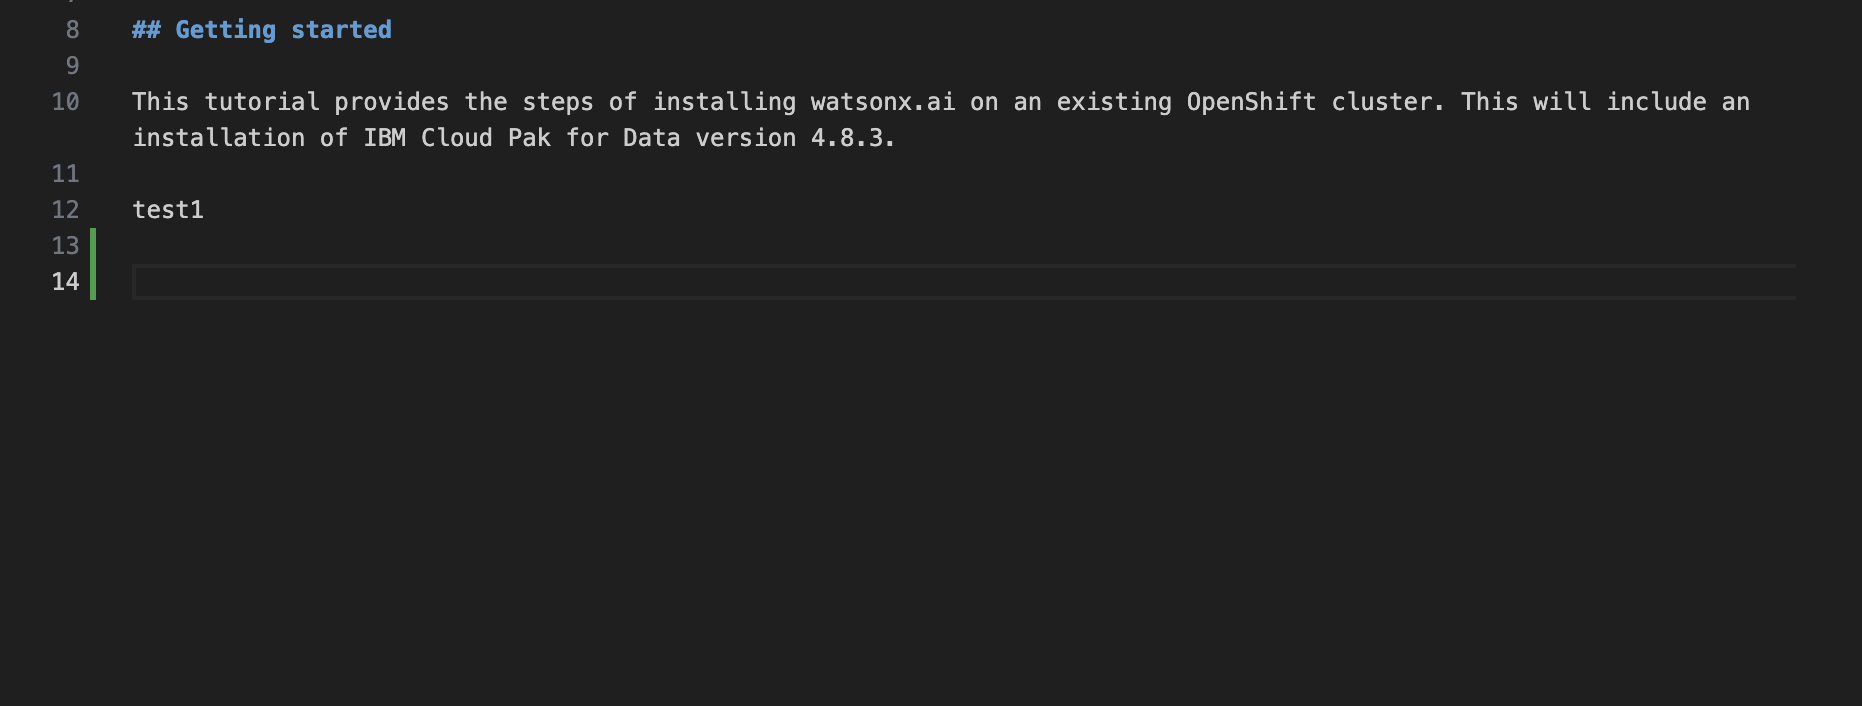 8 ## Getting started
9
10 This tutorial provides the steps of installing watsonx.ai on an existing OpenShift cluster. This will include an
installation of IBM Cloud Pak for Data version 4.8.3.
11
12 test1
13
14